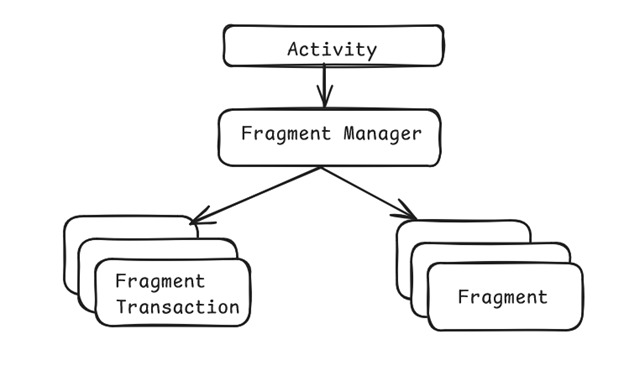 Activity
Fragment Manager
Fragment
Transaction
Fragment